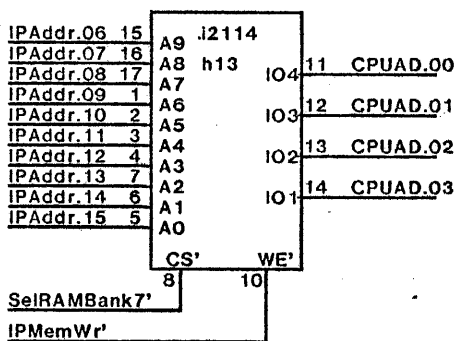 IPAddr.06 15 A9 .i2114
IPAddr.07 16 A8 h13 IO4 11 CPUAD.00
IPAddr.08 17 A7
IPAddr.09 1 A6 IO3 12 CPUAD.01
IPAddr.10 2 A5
IPAddr.11 3 A4 IO2 13 CPUAD.02
IPAddr.12 4 A3
IPAddr.13 7 A2 IO1 14 CPUAD.03
IPAddr.14 6 A1
IPAddr.15 5 A0
CS' WE'
8 10
SelRAMBank7'
IPMemWr'